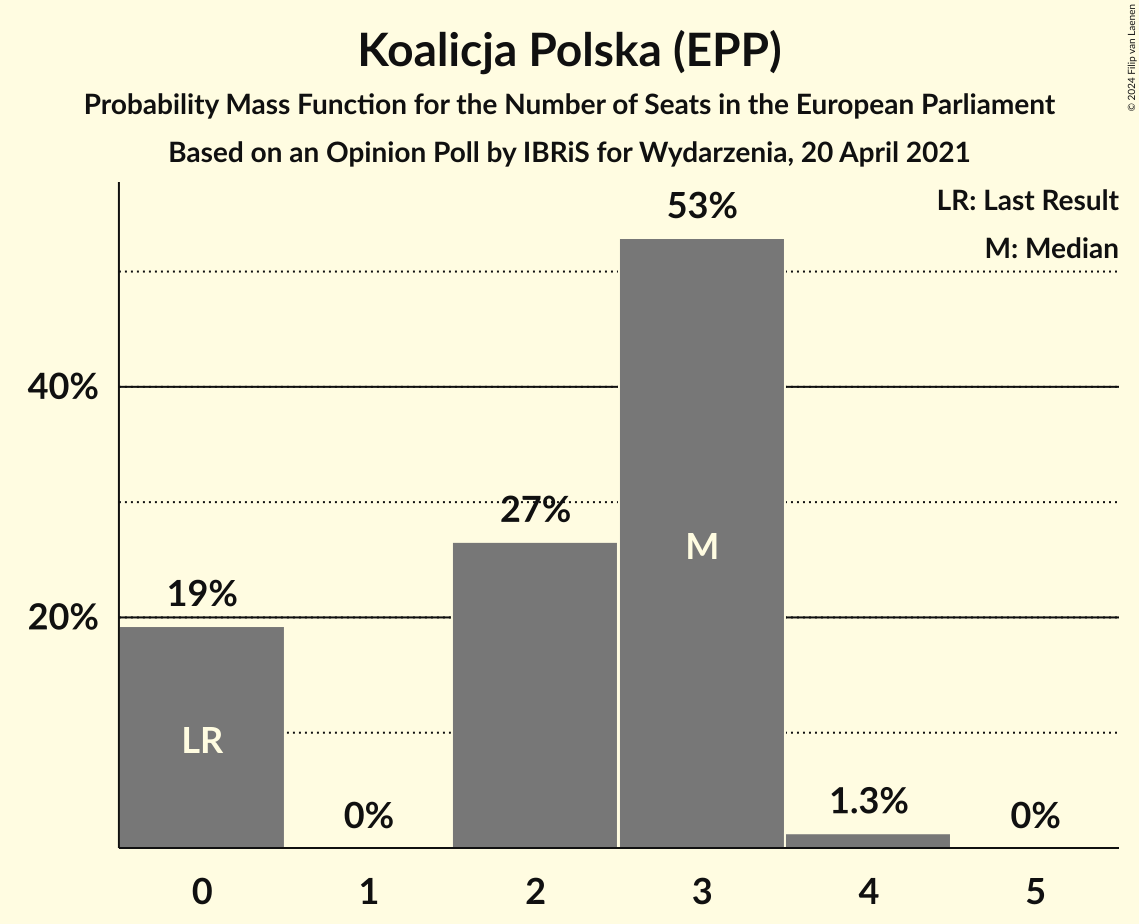 Koalicja Polska (EPP)
Probability Mass Function for the Number of Seats in the European Parliament
Based on an Opinion Poll by IBRiS for Wydarzenia, 20 April 2021
© 2024 Filip van Laenen
LR: Last Result
M: Median
53%
40%
27%
M
19%
20%
LR
0%
1.3%
0%
0 1 2 3 4 5